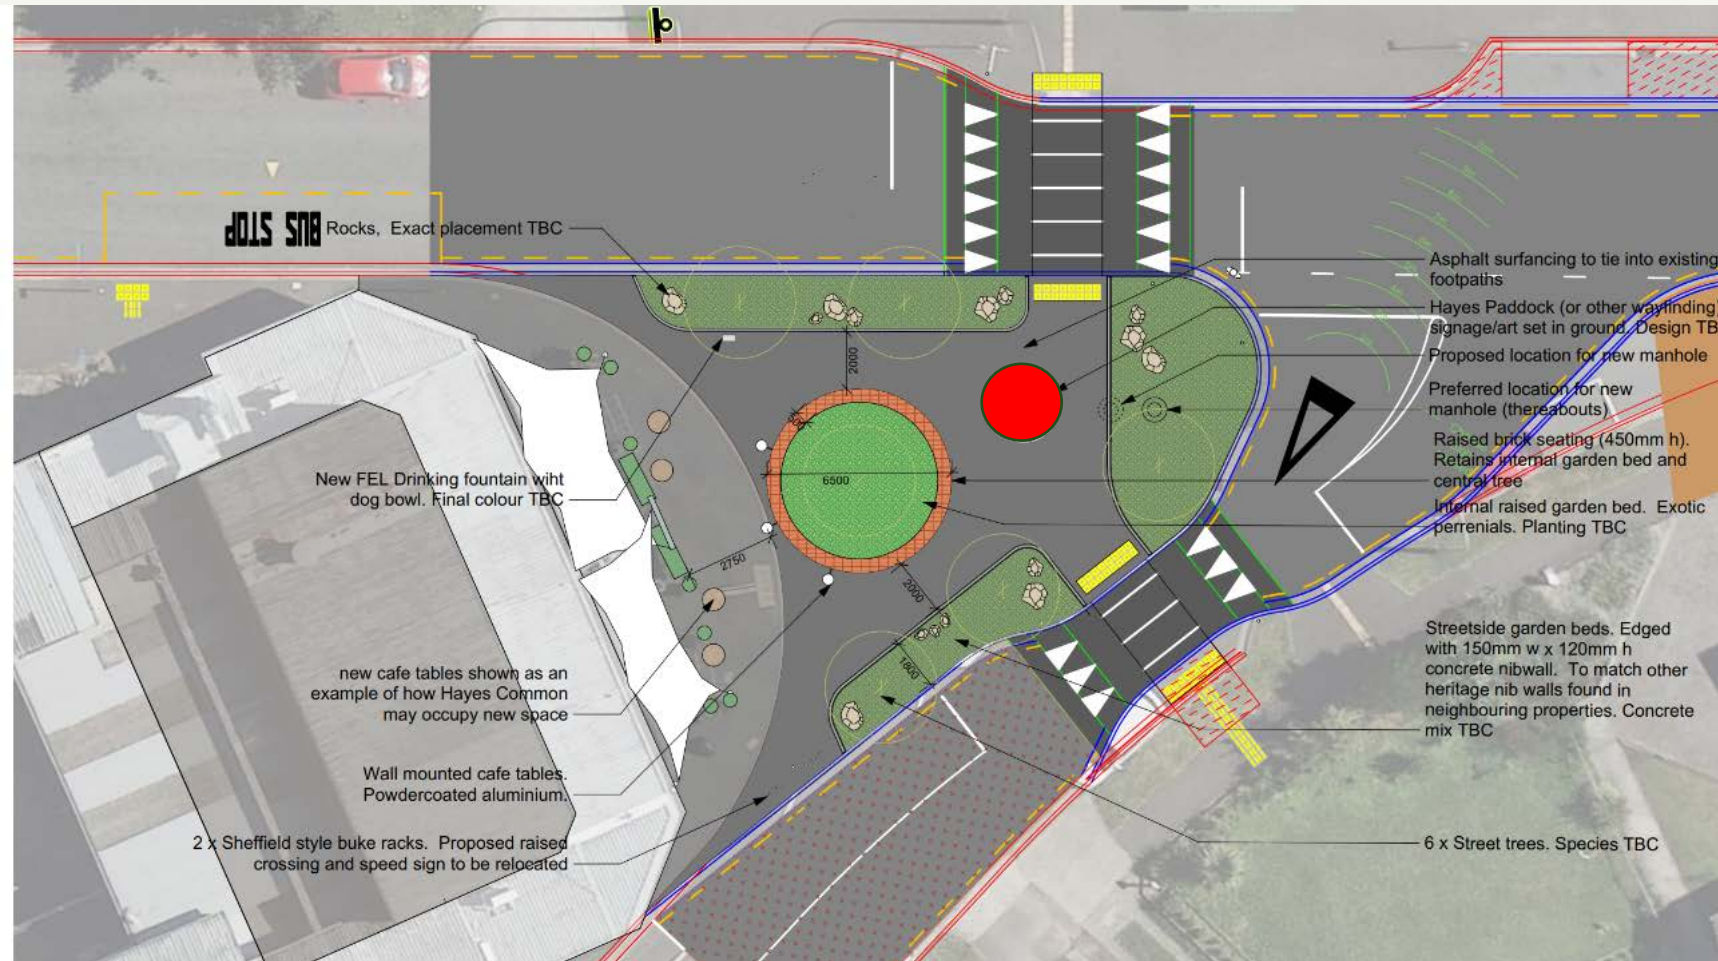 BUS STOP
Rocks, Exact placement TBC
New FEL Drinking fountain wiht
dog bowl. Final colour TBC
new cafe tables shown as an
example of how Hayes Common
may occupy new space
Wall mounted cafe tables.
Powdercoated aluminium.
2 x Sheffield style buke racks. Proposed raised
crossing and speed sign to be relocated
2000
6500
2750
2000
1800
Asphalt surfancing to tie into existing
footpaths
Hayes Paddock (or other wayfinding)
signage/art set in ground. Design TB
Proposed location for new manhole
Preferred location for new
manhole (thereabouts)
Raised brick seating (450mm h).
Retains internal garden bed and
central tree
Internal raised garden bed. Exotic
perrenials. Planting TBC
Streetside garden beds. Edged
with 150mm w x 120mm h
concrete nibwall. To match other
heritage nib walls found in
neighbouring properties. Concrete
mix TBC
6 x Street trees. Species TBC